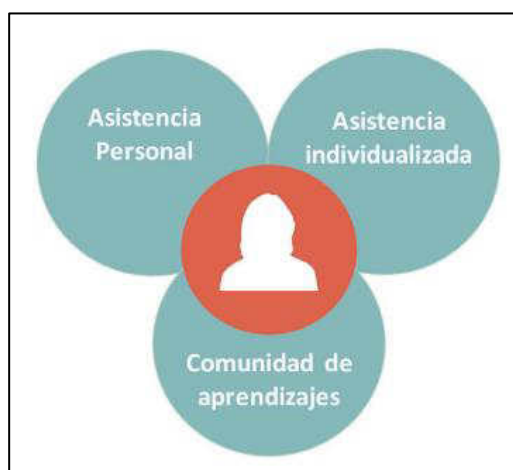 Asistencia
Personal
Asistencia
individualizada
Comunidad de
aprendizajes